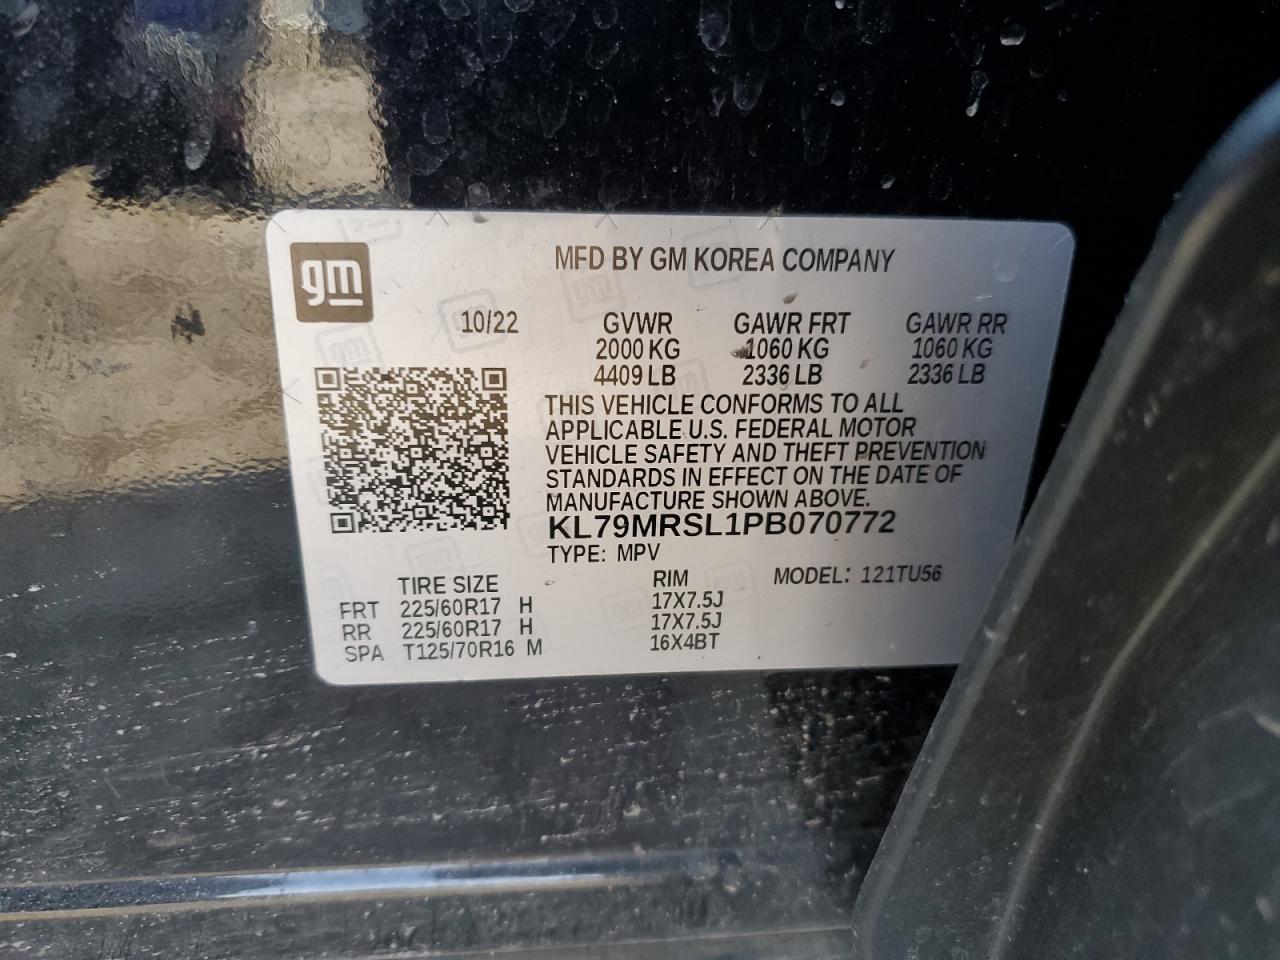 gm
MFD BY GM KOREA COMPANY
10/22 GVWR GAWR FRT GAWR RR
2000 KG 1060 KG 1060 KG
4409 LB 2336 LB 2336 LB
THIS VEHICLE CONFORMS TO ALL
APPLICABLE U.S. FEDERAL MOTOR
VEHICLE SAFETY AND THEFT PREVENTION
STANDARDS IN EFFECT ON THE DATE OF
MANUFACTURE SHOWN ABOVE.
KL79MRSL1PB070772
TYPE: MPV MODEL: 121TU56
TIRE SIZE RIM
FRT 225/60R17 H 17X7.5J
RR 225/60R17 H 17X7.5J
SPA T125/70R16 M 16X4BT